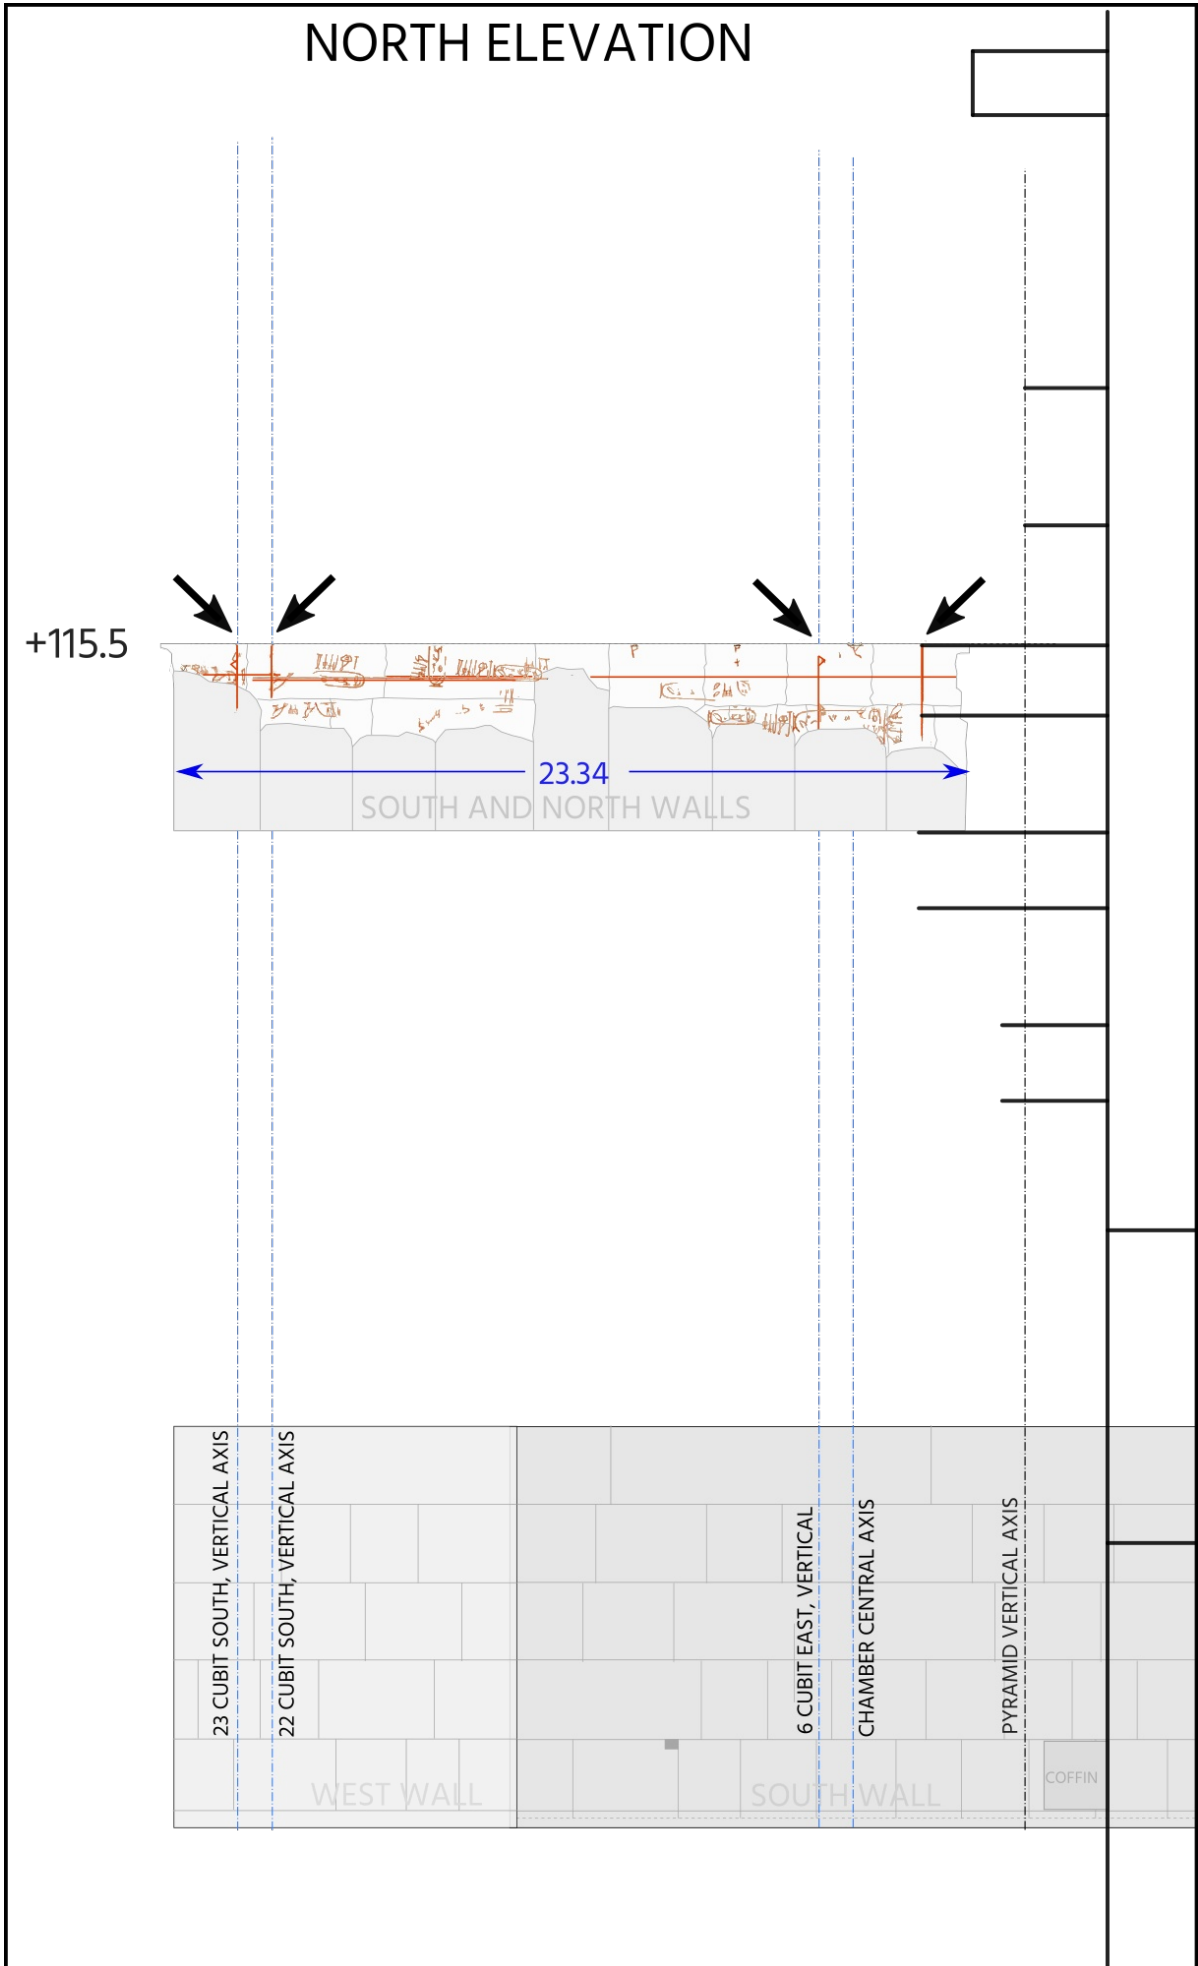 NORTH ELEVATION
+115.5
23.34
SOUTH AND NORTH WALLS
23 CUBIT SOUTH, VERTICAL AXIS
22 CUBIT SOUTH, VERTICAL AXIS
6 CUBIT EAST, VERTICAL
CHAMBER CENTRAL AXIS
PYRAMID VERTICAL AXIS
COFFIN
WEST WALL
SOUTH WALL